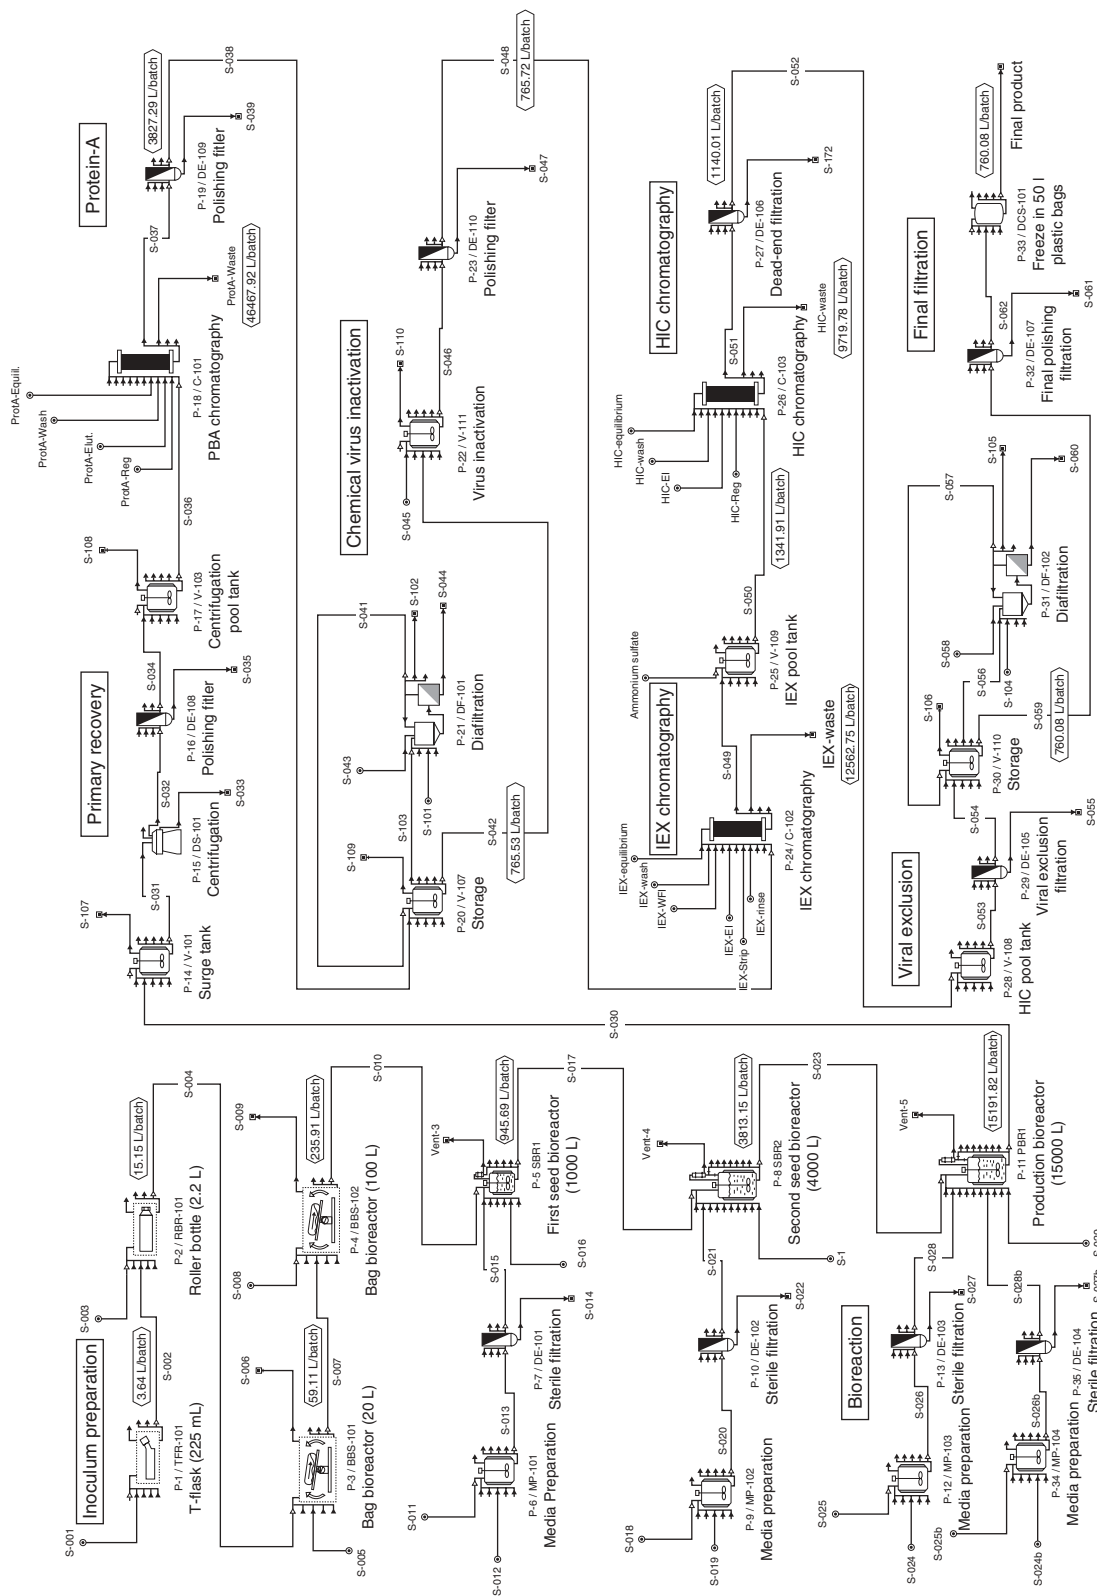 Inoculum preparation
S-001
P-1 / TFR-101
T-flask (225 mL)
3.64 L/batch
S-002
S-003
P-2 / RBR-101
Roller bottle (2.2 L)
15.15 L/batch
S-004
S-005
P-3 / BBS-101
Bag bioreactor (20 L)
S-006
59.11 L/batch
S-007
S-008
P-4 / BBS-102
Bag bioreactor (100 L)
S-009
235.91 L/batch
S-010
S-011
S-012
P-6 / MP-101
Media Preparation
S-013
P-7 / DE-101
Sterile filtration
S-014
S-015
S-016
Vent-3
P-5 SBR1
First seed bioreactor
(1000 L)
945.69 L/batch
S-017
S-018
S-019
P-9 / MP-102
Media preparation
S-020
P-10 / DE-102
Sterile filtration
S-022
S-021
S-1
Vent-4
P-8 SBR2
Second seed bioreactor
(4000 L)
3813.15 L/batch
S-023
Bioreaction
S-025
S-024
P-12 / MP-103
Media preparation
S-026
P-13 / DE-103
Sterile filtration
S-027
S-028
S-025b
S-024b
P-34 / MP-104
Media preparation
S-026b
P-35 / DE-104
Sterile filtration
S-027b
S-028b
S-029
Vent-5
P-11 PBR1
Production bioreactor
(15000 L)
15191.82 L/batch
S-030
Primary recovery
S-107
P-14 / V-101
Surge tank
S-031
P-15 / DS-101
Centrifugation
S-033
S-032
P-16 / DE-108
Polishing fitler
S-035
S-034
S-108
P-17 / V-103
Centrifugation
pool tank
S-036
Protein-A
ProtA-Reg
ProtA-Elut.
ProtA-Wash
ProtA-Equil.
P-18 / C-101
PBA chromatography
ProtA-Waste
46467.92 L/batch
S-037
P-19 / DE-109
Polishing fitler
S-039
3827.29 L/batch
S-038
Chemical virus inactivation
S-109
P-20 / V-107
Storage
S-103
S-042
765.53 L/batch
S-043
S-101
S-041
P-21 / DF-101
Diafiltration
S-102
S-044
S-045
P-22 / V-111
Virus inactivation
S-110
S-046
P-23 / DE-110
Polishing filter
S-047
S-048
765.72 L/batch
IEX chromatography
IEX-equilibrium
IEX-wash
IEX-WFI
IEX-EI
IEX-Strip
IEX-rinse
P-24 / C-102
IEX chromatography
IEX-waste
12562.75 L/batch
S-049
Ammonium sulfate
P-25 / V-109
IEX pool tank
S-050
1341.91 L/batch
HIC chromatography
HIC-equilibrium
HIC-wash
HIC-EI
HIC-Reg
P-26 / C-103
HIC chromatography
HIC-waste
9719.78 L/batch
S-051
P-27 / DE-106
Dead-end filtration
S-172
1140.01 L/batch
S-052
Viral exclusion
P-28 / V-108
HIC pool tank
S-053
P-29 / DE-105
Viral exclusion
filtration
S-055
S-054
S-106
P-30 / V-110
Storage
S-056
S-059
760.08 L/batch
S-058
S-104
S-057
P-31 / DF-102
Diafiltration
S-105
S-060
Final filtration
P-32 / DE-107
Final polishing
filtration
S-061
S-062
P-33 / DCS-101
Freeze in 50 l
plastic bags
760.08 L/batch
Final product